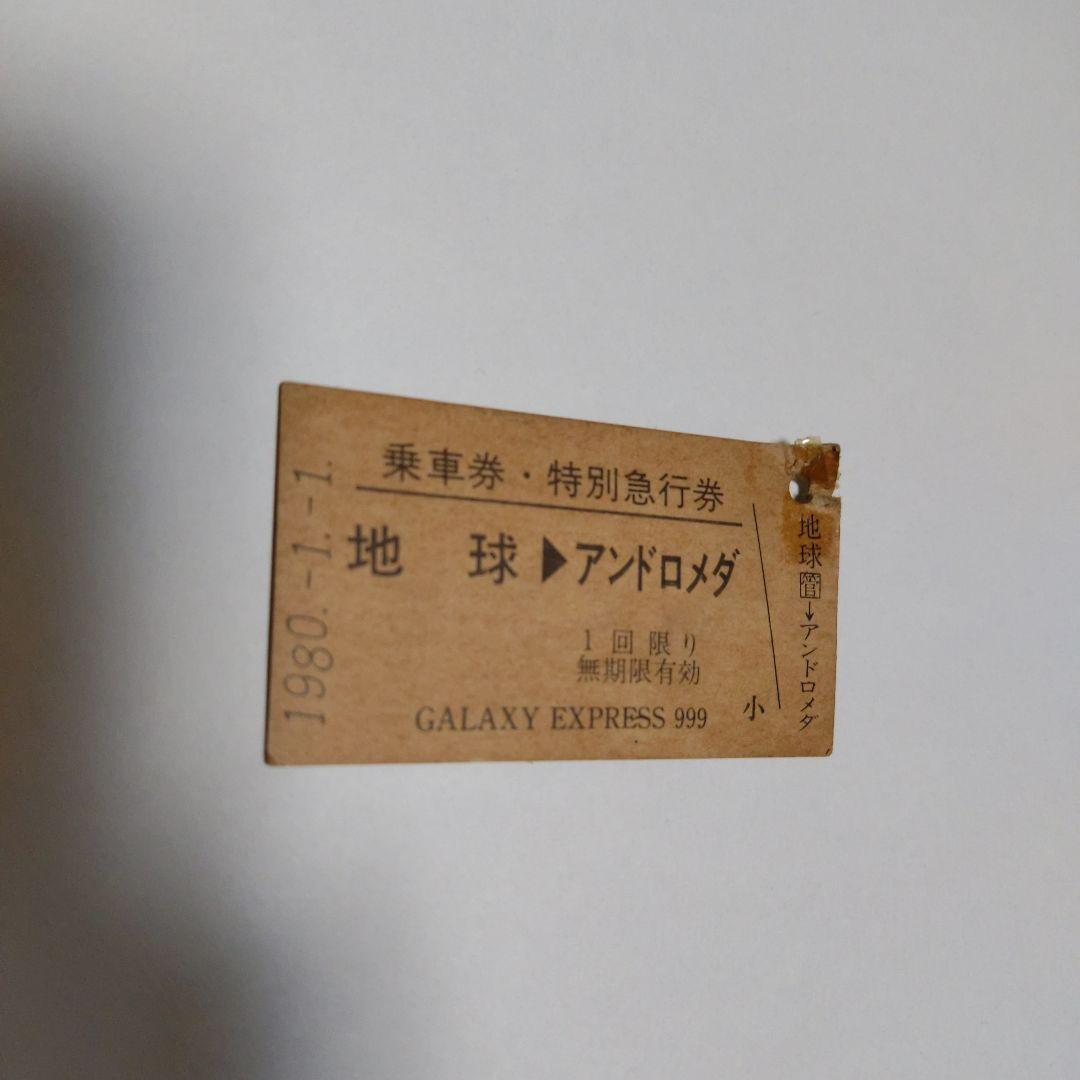 乗車券・特別急行券
地 球▶アンドロメダ
1回限り
無期限有効
GALAXY EXPRESS 999
小
地球管→アンドロメダ
1980.-1.-1.